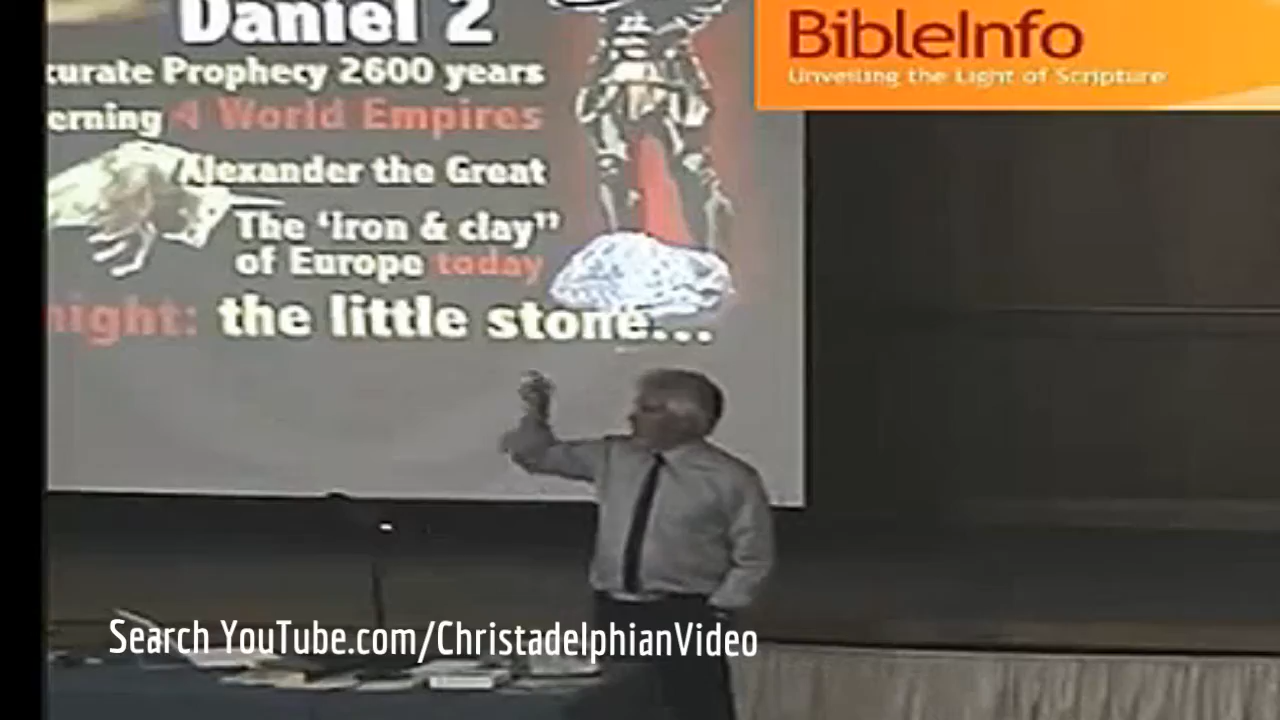 Daniel 2
BibleInfo
Unveiling the Light of Scripture
curate Prophecy 2600 years
erning 4 World Empires
Alexander the Great
The ‘iron & clay”
of Europe today
night: the little stone...
Search YouTube.com/ChristadelphianVideo